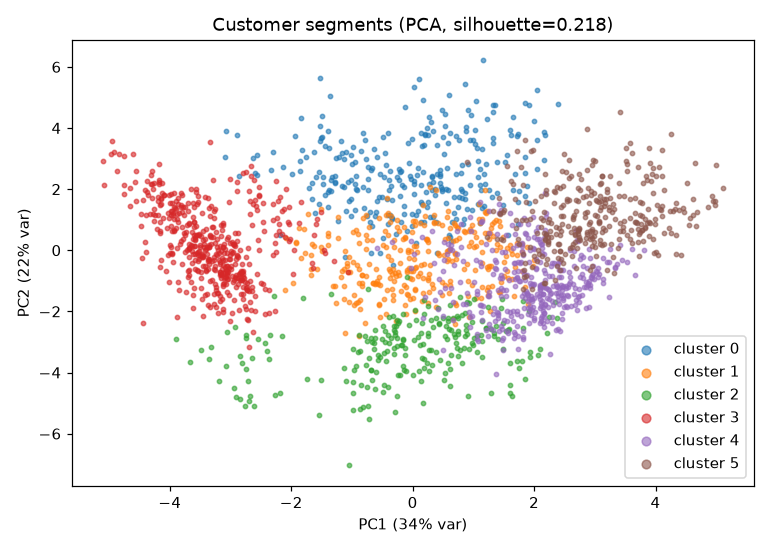 Customer segments (PCA, silhouette=0.218)
PC2 (22% var)
6
4
2
0
−2
−4
−6
−4
−2
0
2
4
PC1 (34% var)
cluster 0
cluster 1
cluster 2
cluster 3
cluster 4
cluster 5